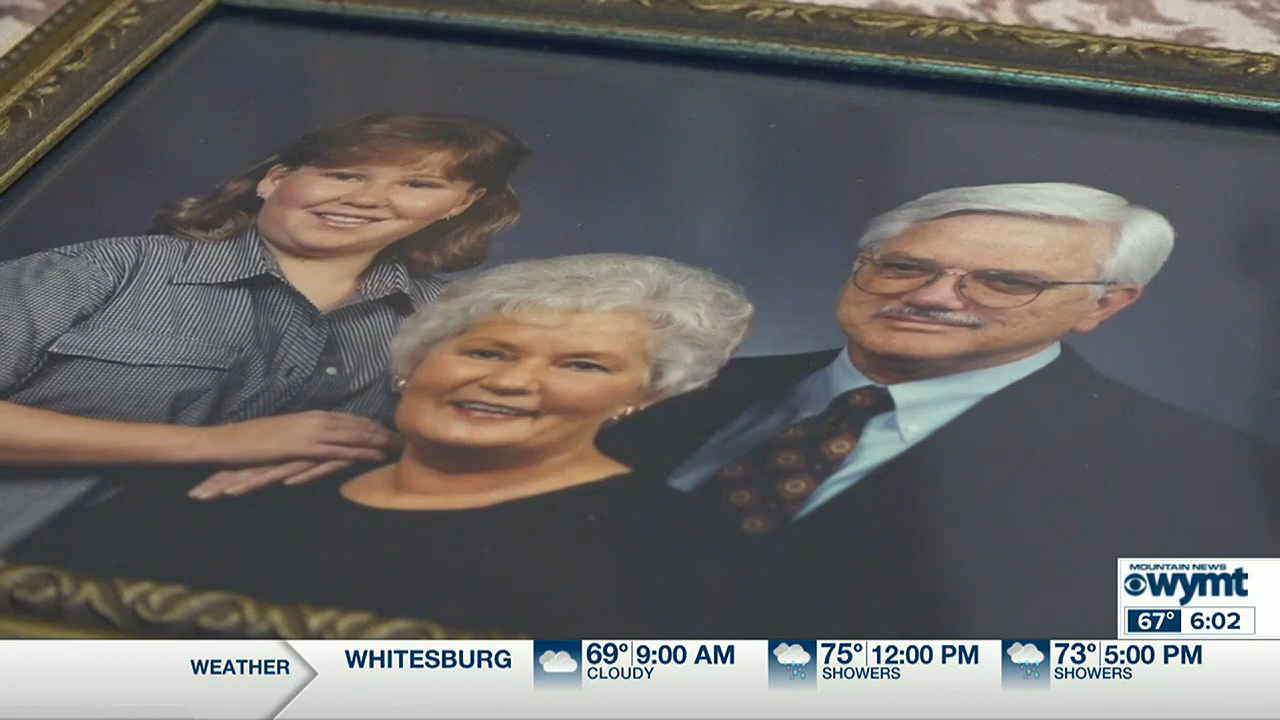 MOUNTAIN NEWS
wymt
67° 6:02
WEATHER
WHITESBURG
69° 9:00 AM
CLOUDY
75° 12:00 PM
SHOWERS
73° 5:00 PM
SHOWERS